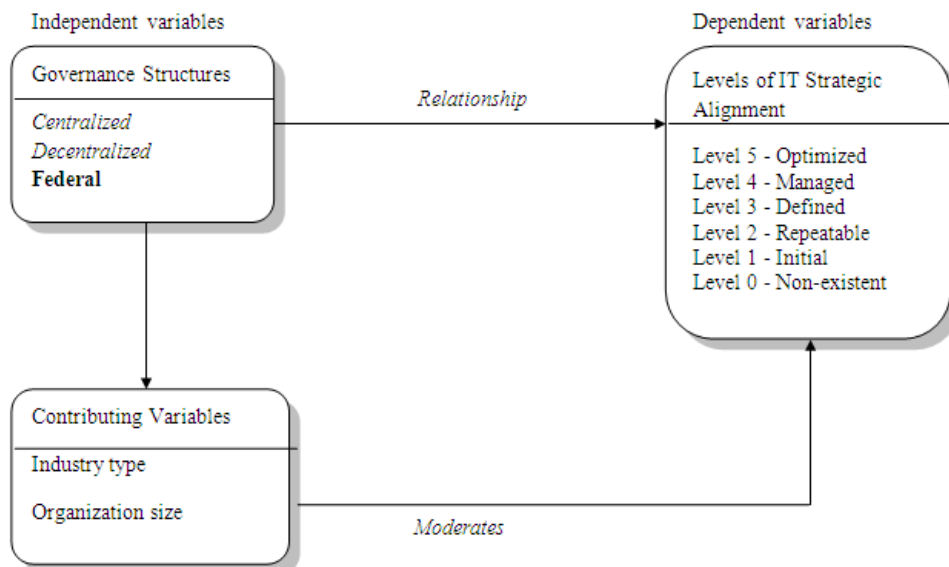 Independent variables
Governance Structures
Centralized
Decentralized
Federal
Relationship
Dependent variables
Levels of IT Strategic
Alignment
Level 5 - Optimized
Level 4 - Managed
Level 3 - Defined
Level 2 - Repeatable
Level 1 - Initial
Level 0 - Non-existent
Contributing Variables
Industry type
Organization size
Moderates